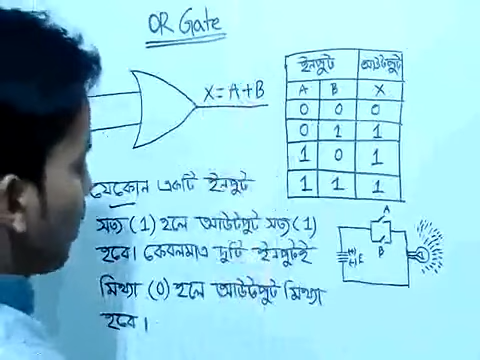 OR Gate
X = A + B
ইনপুট আউটপুট
A B X
0 0 0
0 1 1
1 0 1
1 1 1
যেকোন একটি ইনপুট
সত্য (1) হলে আউটপুট সত্য (1)
হবে। কেবলমাত্র দুটি ইনপুটই
মিথ্যা (0) হলে আউটপুট মিথ্যা
হবে।
A
B
E